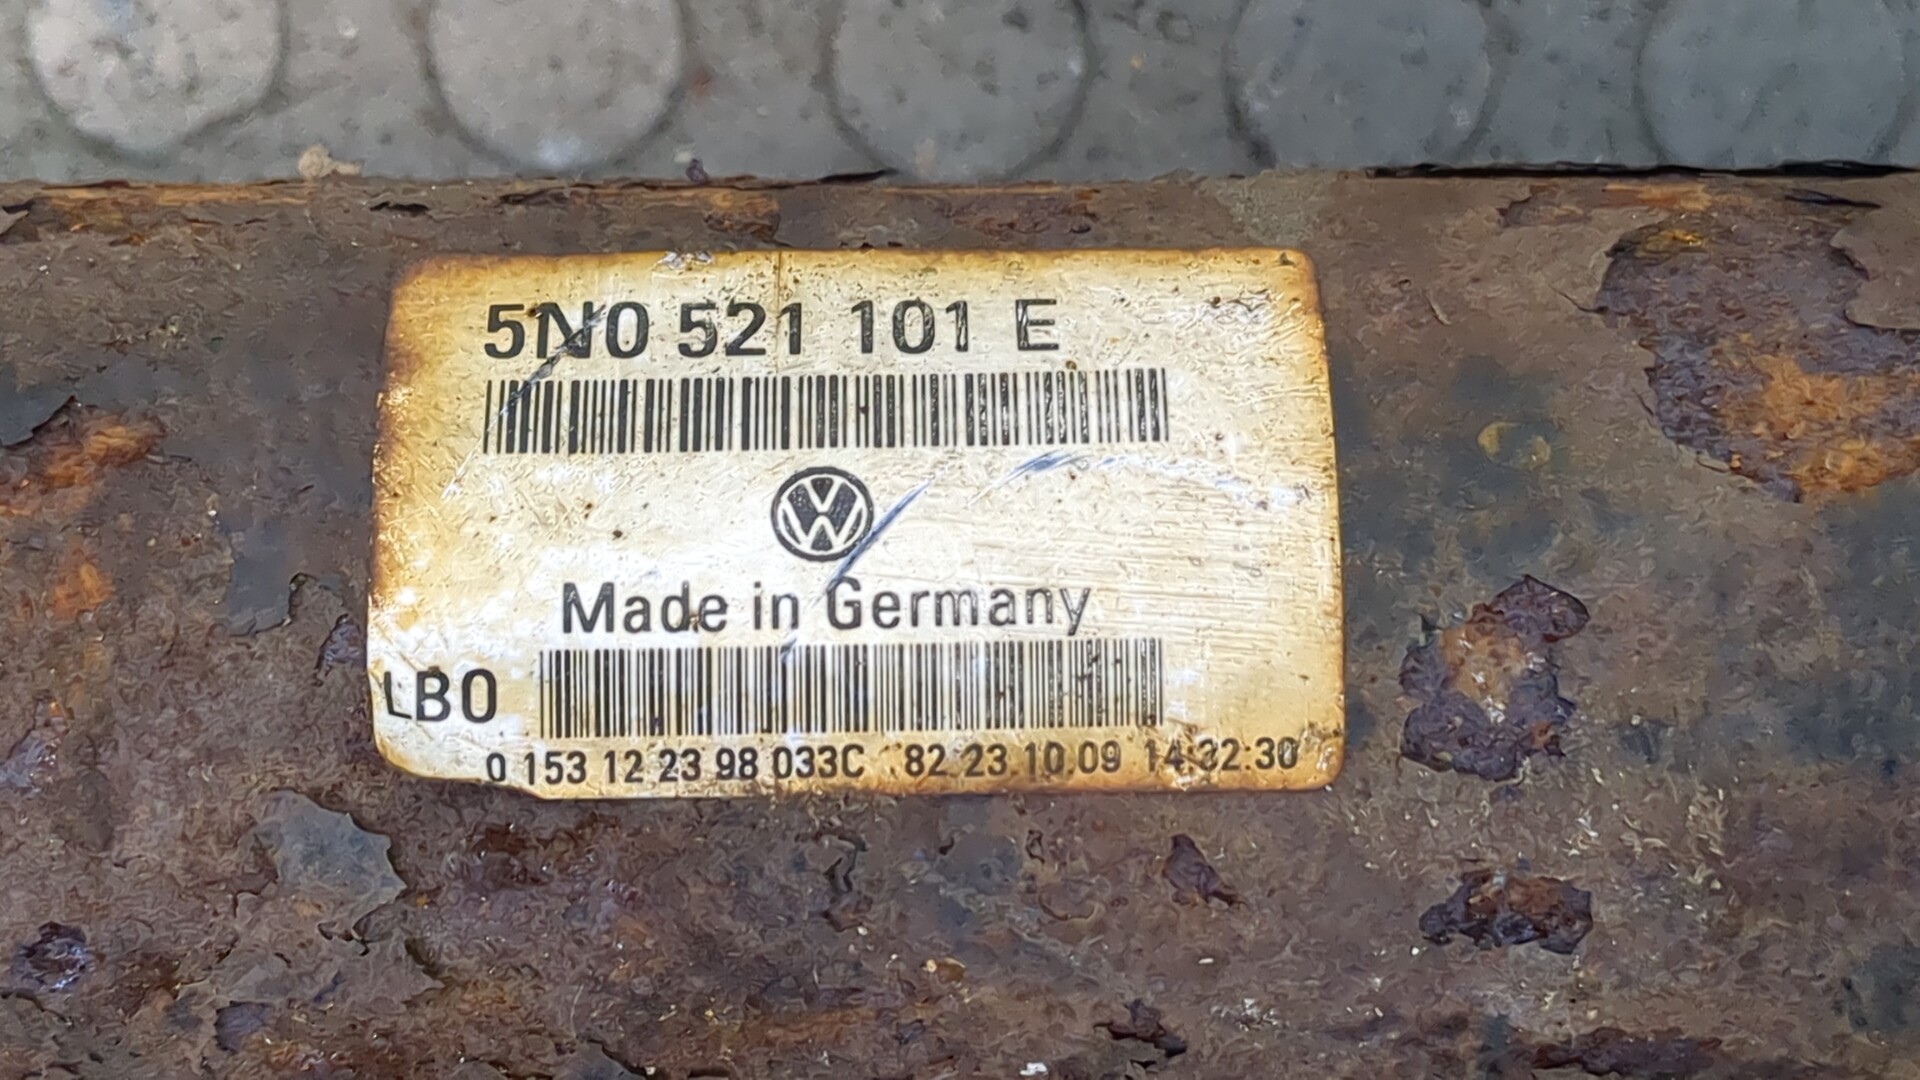 5N0 521 101 E
Made in Germany
LB0
0 153 12 23 98 033C 82 23.10.09 14:32:30